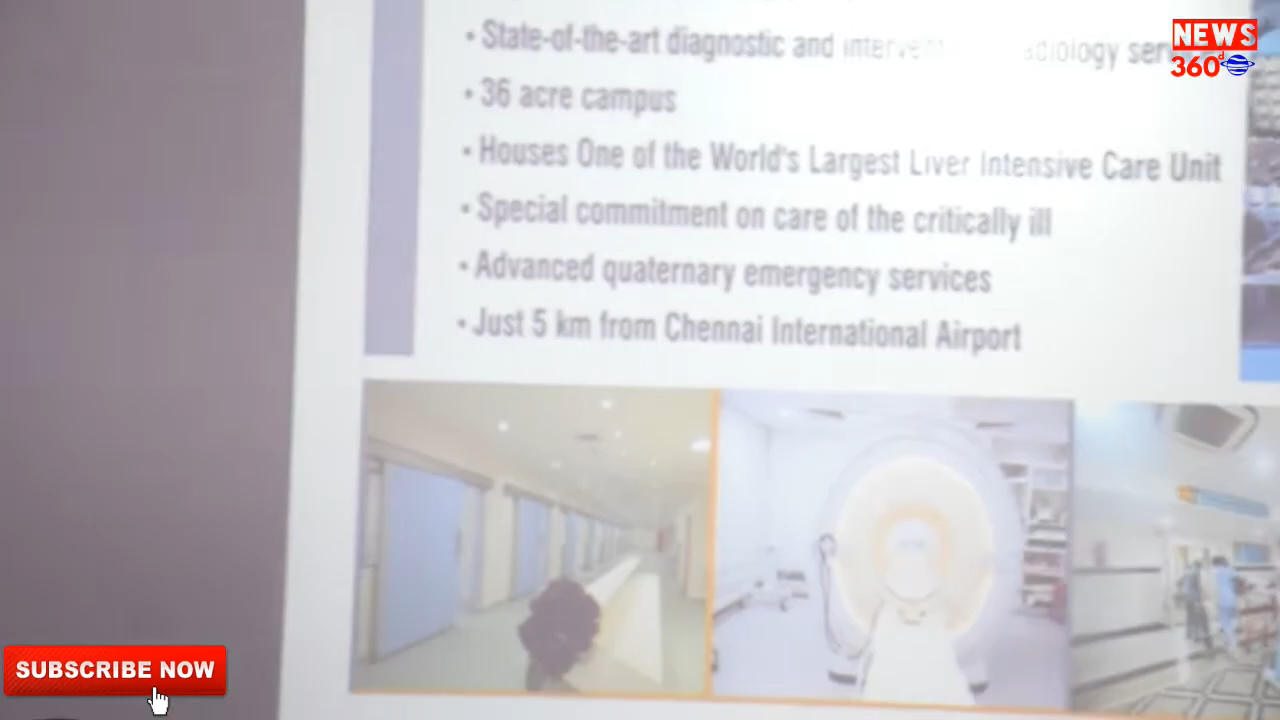 • State-of-the-art diagnostic and
• 36 acre campus
• Houses One of the World's Largest Liver Intensive Care Unit
• Special commitment on care of the critically ill
• Advanced quaternary emergency services
• Just 5 km from Chennai International Airport
NEWS
360d
SUBSCRIBE NOW